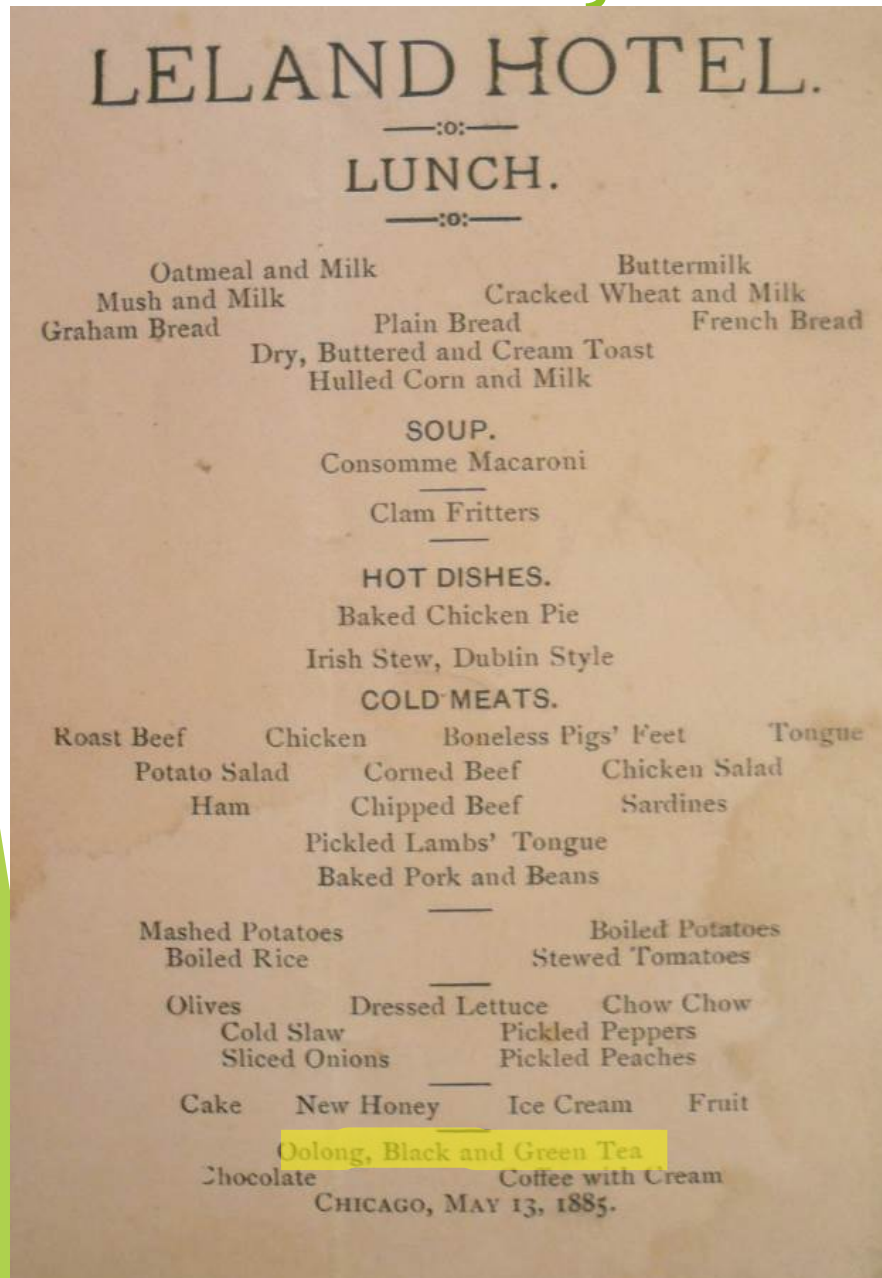 LELAND HOTEL.
—:o:—
LUNCH.
—:o:—
Oatmeal and Milk Buttermilk
Mush and Milk Cracked Wheat and Milk
Graham Bread Plain Bread French Bread
Dry, Buttered and Cream Toast
Hulled Corn and Milk
SOUP.
Consomme Macaroni
Clam Fritters
HOT DISHES.
Baked Chicken Pie
Irish Stew, Dublin Style
COLD MEATS.
Roast Beef Chicken Boneless Pigs' Feet Tongue
Potato Salad Corned Beef Chicken Salad
Ham Chipped Beef Sardines
Pickled Lambs' Tongue
Baked Pork and Beans
Mashed Potatoes Boiled Potatoes
Boiled Rice Stewed Tomatoes
Olives Dressed Lettuce Chow Chow
Cold Slaw Pickled Peppers
Sliced Onions Pickled Peaches
Cake New Honey Ice Cream Fruit
Oolong, Black and Green Tea
Chocolate Coffee with Cream
CHICAGO, MAY 13, 1885.